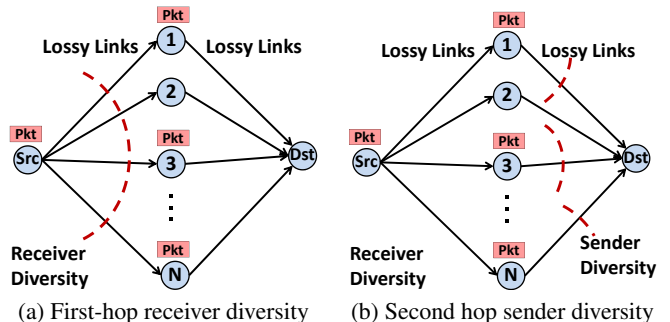 Pkt
Lossy Links
1
Lossy Links
2
Pkt
Pkt
Src
3
Dst
Receiver
Diversity
Pkt
N
(a) First-hop receiver diversity
Pkt
Lossy Links
1
Lossy Links
2
Pkt
Pkt
Src
3
Dst
Receiver
Diversity
Pkt
N
Sender
Diversity
(b) Second hop sender diversity